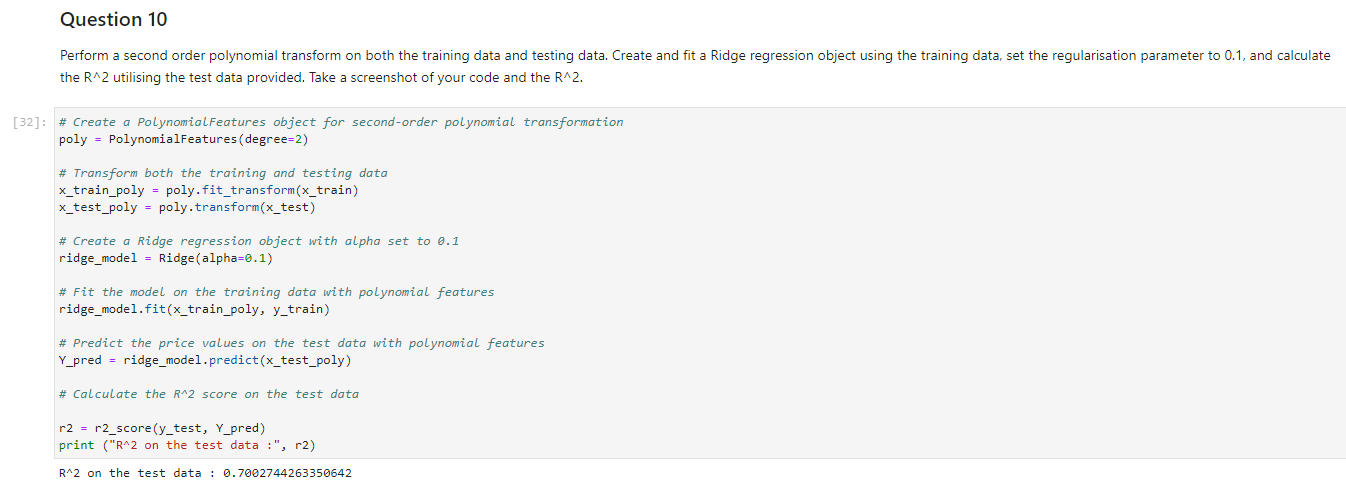 Question 10
Perform a second order polynomial transform on both the training data and testing data. Create and fit a Ridge regression object using the training data, set the regularisation parameter to 0.1, and calculate
the R^2 utilising the test data provided. Take a screenshot of your code and the R^2.
[32]: # Create a PolynomialFeatures object for second-order polynomial transformation
poly = PolynomialFeatures(degree=2)
# Transform both the training and testing data
x_train_poly = poly.fit_transform(x_train)
x_test_poly = poly.transform(x_test)
# Create a Ridge regression object with alpha set to 0.1
ridge_model = Ridge(alpha=0.1)
# Fit the model on the training data with polynomial features
ridge_model.fit(x_train_poly, y_train)
# Predict the price values on the test data with polynomial features
Y_pred = ridge_model.predict(x_test_poly)
# Calculate the R^2 score on the test data
r2 = r2_score(y_test, Y_pred)
print ("R^2 on the test data :", r2)
R^2 on the test data : 0.7002744263350642